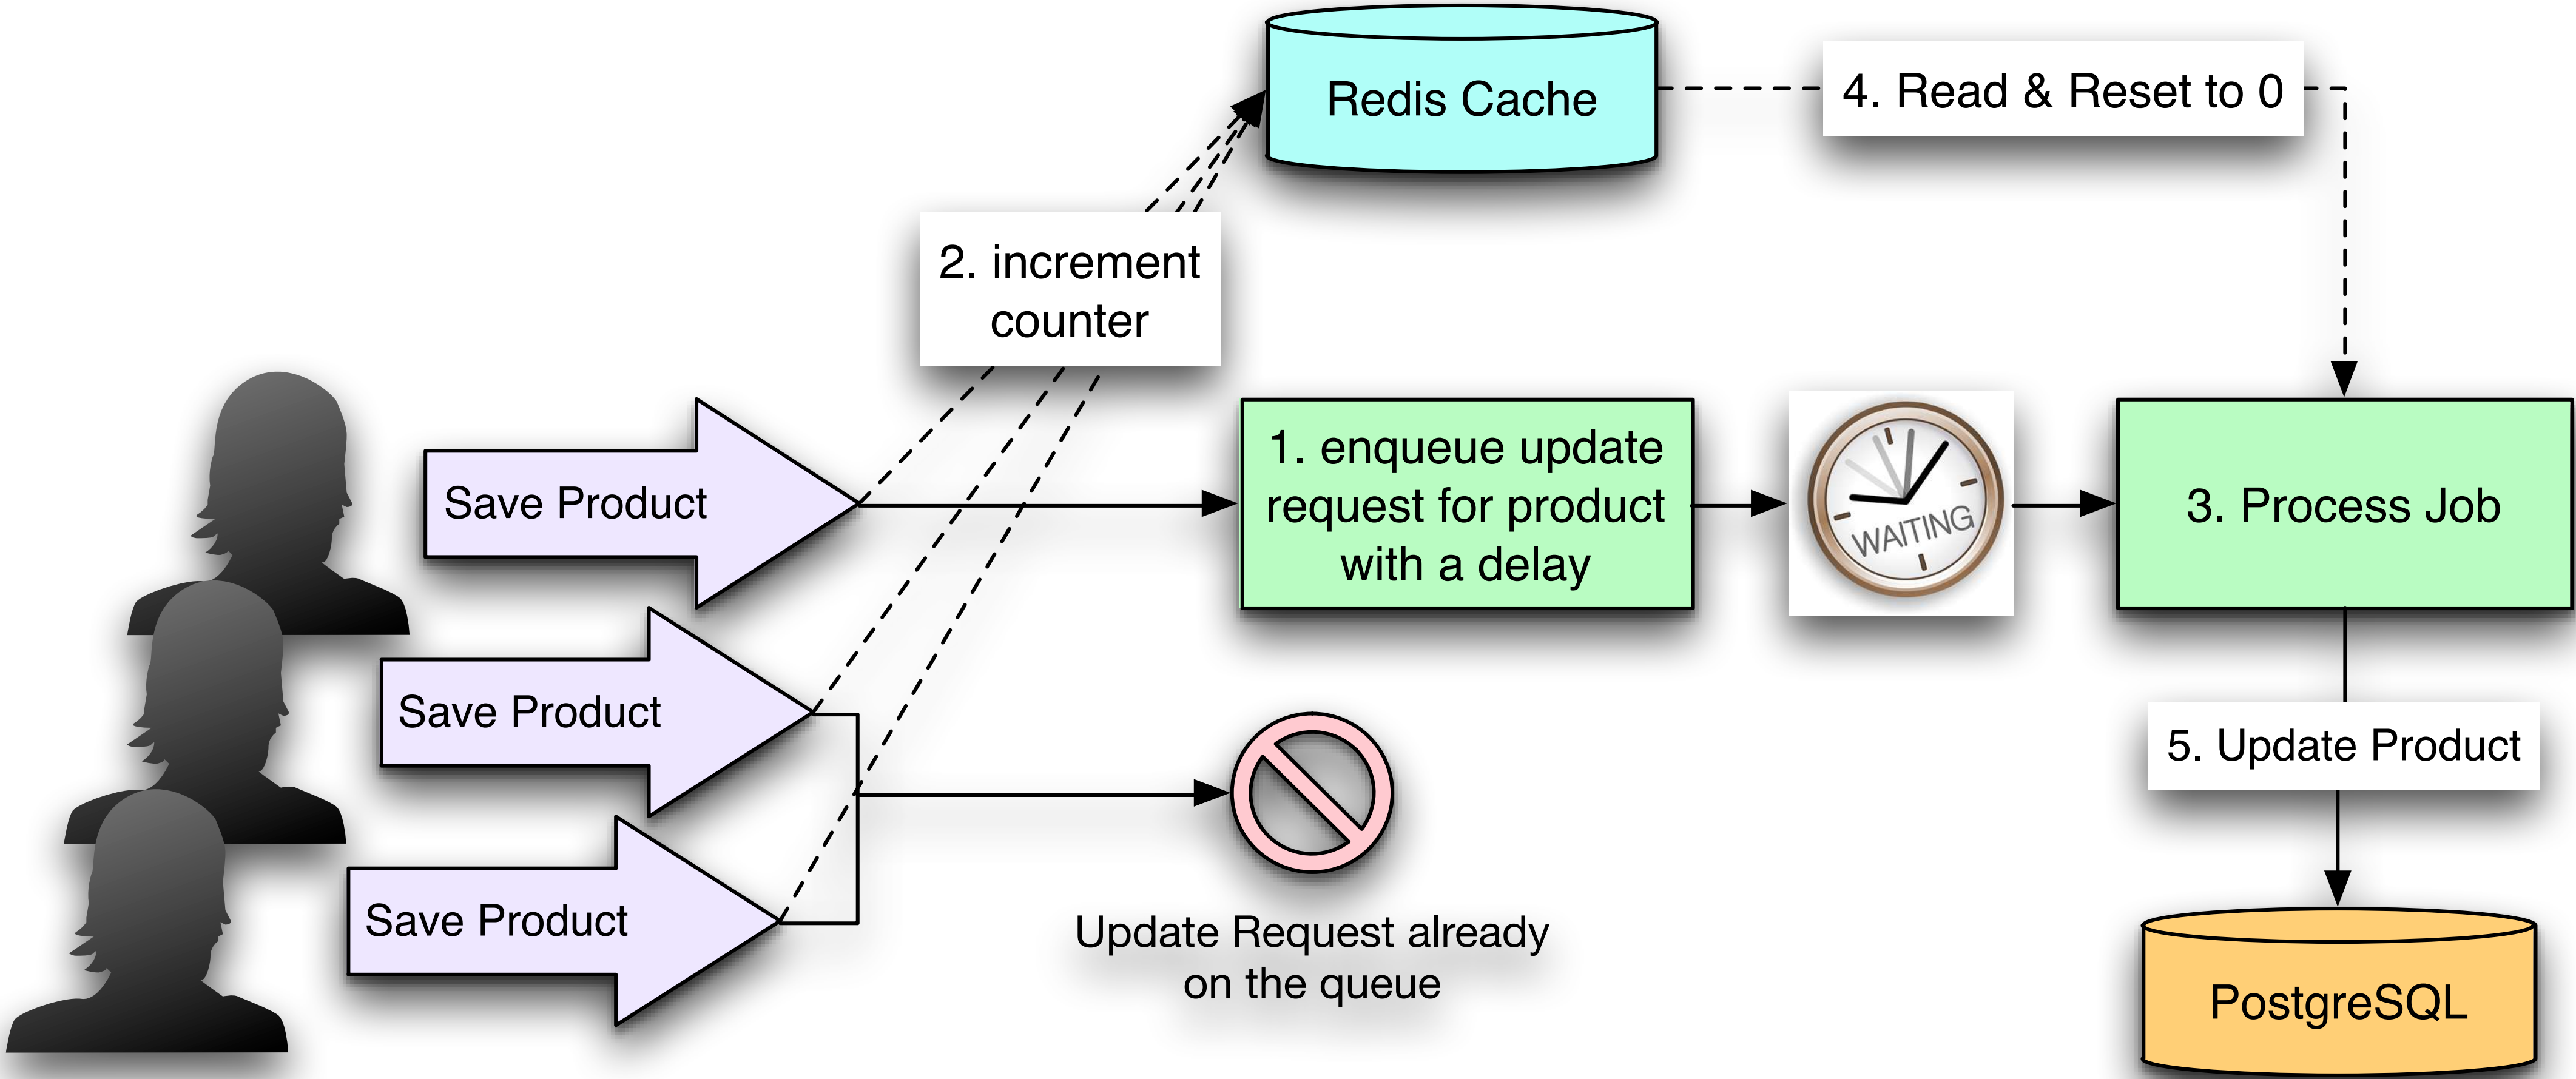 Redis Cache
4. Read & Reset to 0
2. increment
counter
Save Product
1. enqueue update
request for product
with a delay
WAITING
3. Process Job
Save Product
5. Update Product
Save Product
Update Request already
on the queue
PostgreSQL